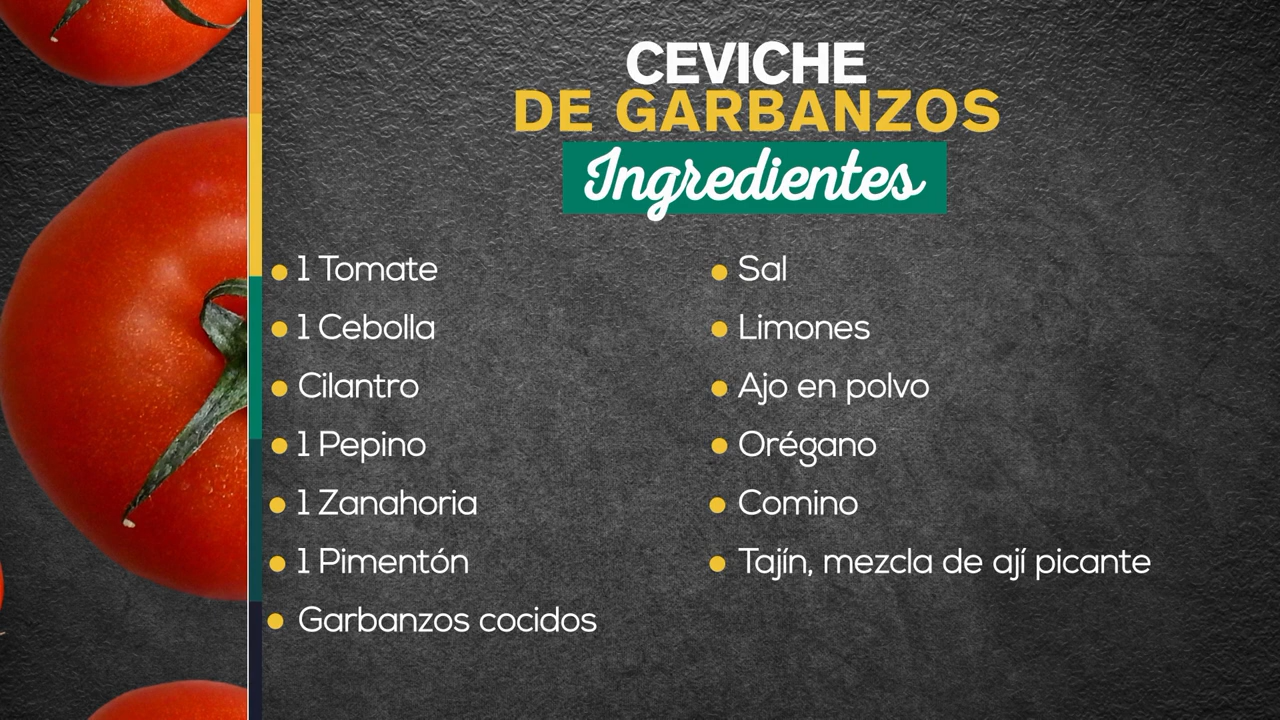 CEVICHE
DE GARBANZOS
Ingredientes
1 Tomate
1 Cebolla
Cilantro
1 Pepino
1 Zanahoria
1 Pimentón
Garbanzos cocidos
Sal
Limones
Ajo en polvo
Orégano
Comino
Tajín, mezcla de ají picante